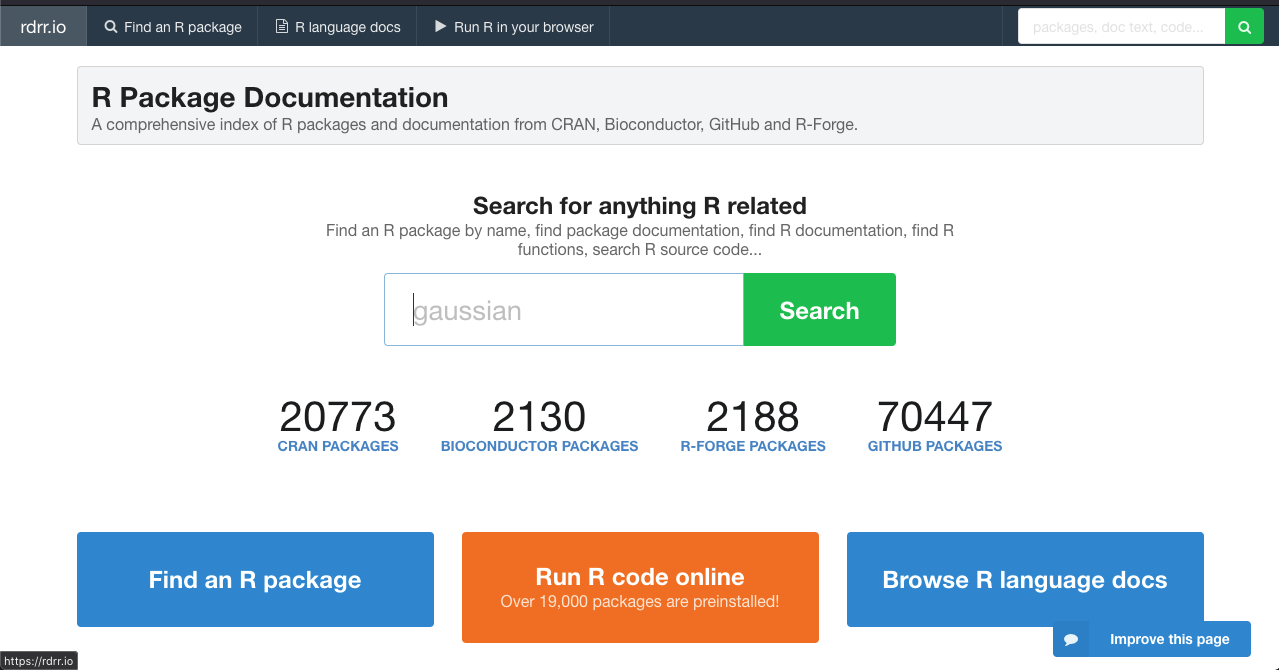 rdrr.io
Find an R package
R language docs
Run R in your browser
packages, doc text, code...
R Package Documentation
A comprehensive index of R packages and documentation from CRAN, Bioconductor, GitHub and R-Forge.
Search for anything R related
Find an R package by name, find package documentation, find R documentation, find R
functions, search R source code...
gaussian
Search
20773
CRAN PACKAGES
2130
BIOCONDUCTOR PACKAGES
2188
R-FORGE PACKAGES
70447
GITHUB PACKAGES
Find an R package
Run R code online
Over 19,000 packages are preinstalled!
Browse R language docs
Improve this page
https://rdrr.io